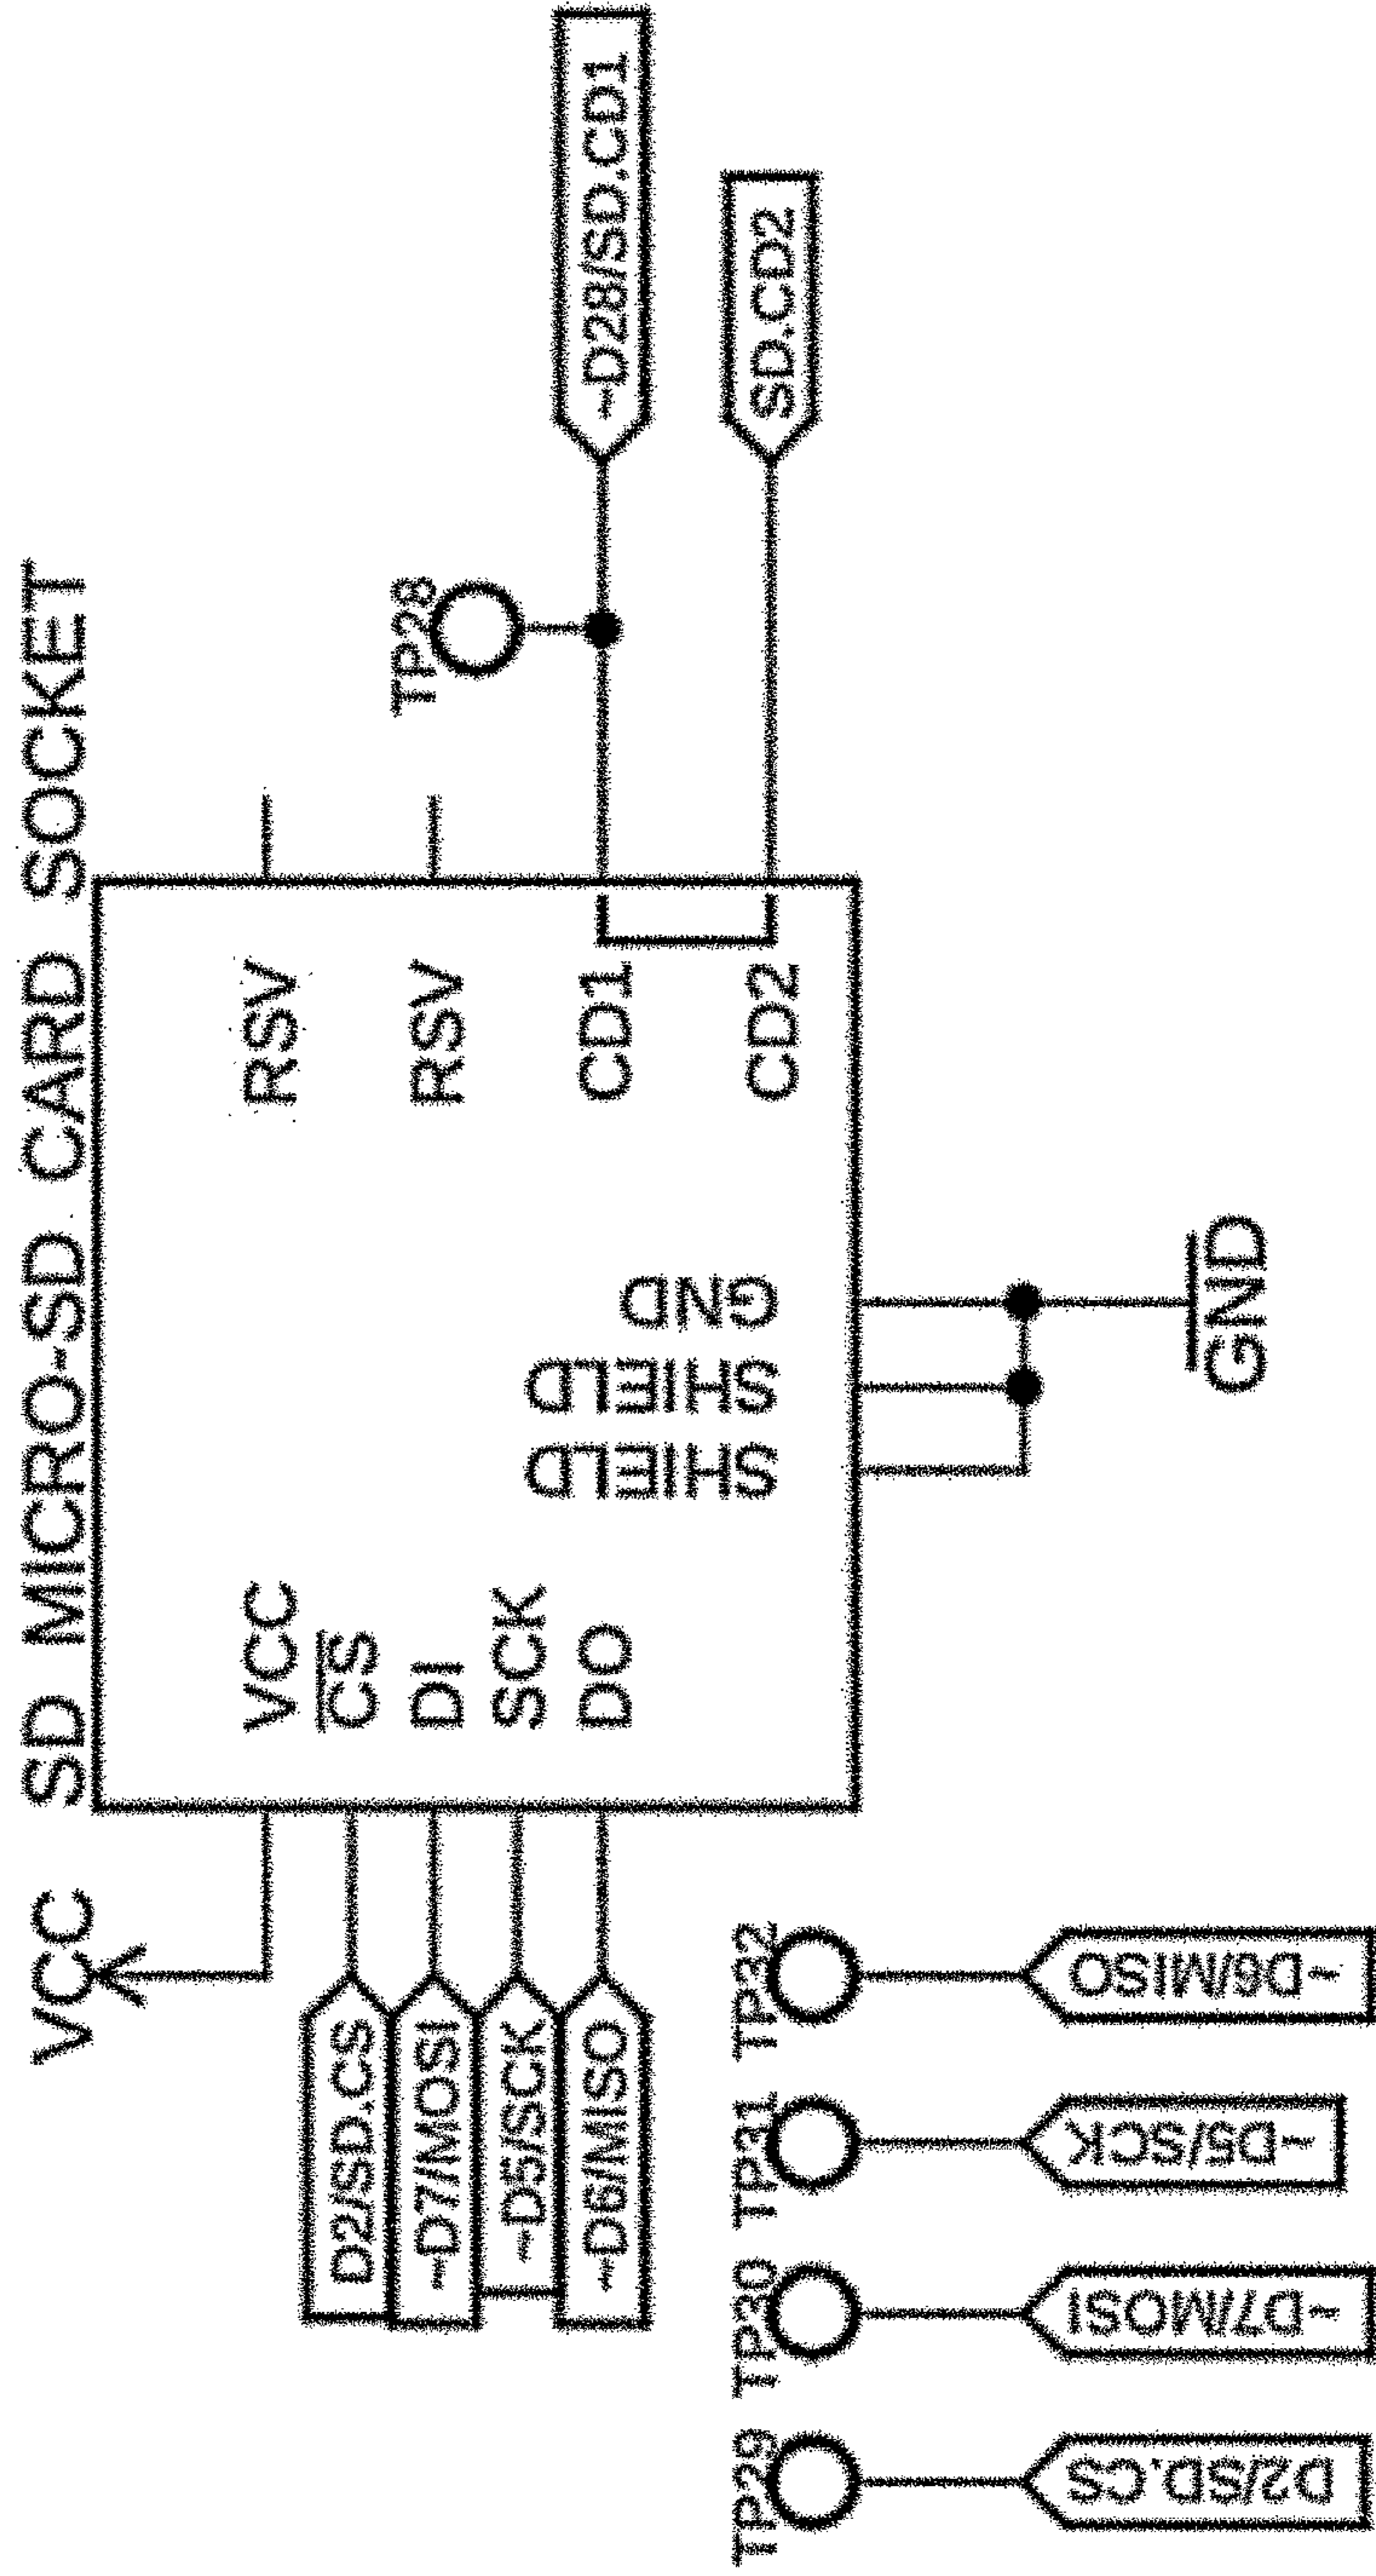 SD MICRO-SD CARD SOCKET
VCC
VCC
CS
DI
SCK
DO
RSV
RSV
CD1
CD2
SHIELD
SHIELD
GND
GND
D2/SD.CS
~D7/MOSI
~D5/SCK
~D6/MISO
TP28
~D28/SD.CD1
SD.CD2
TP29
TP30
TP31
TP32
D2/SD.CS
~D7/MOSI
~D5/SCK
~D6/MISO